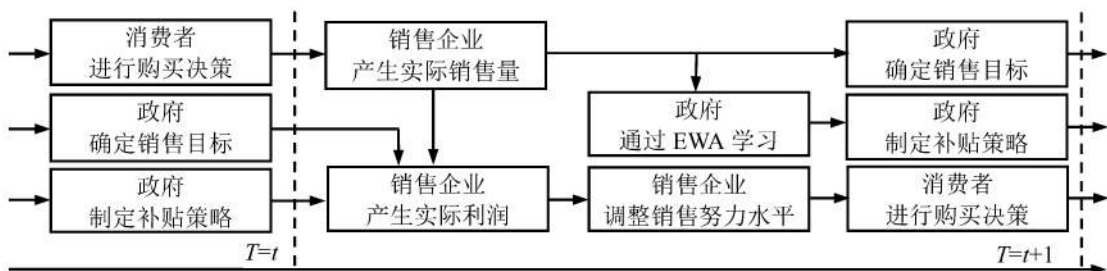 消费者
进行购买决策
销售企业
产生实际销售量
政府
确定销售目标
政府
确定销售目标
政府
通过 EWA 学习
政府
制定补贴策略
政府
制定补贴策略
销售企业
产生实际利润
销售企业
调整销售努力水平
消费者
进行购买决策
T=t
T=t+1